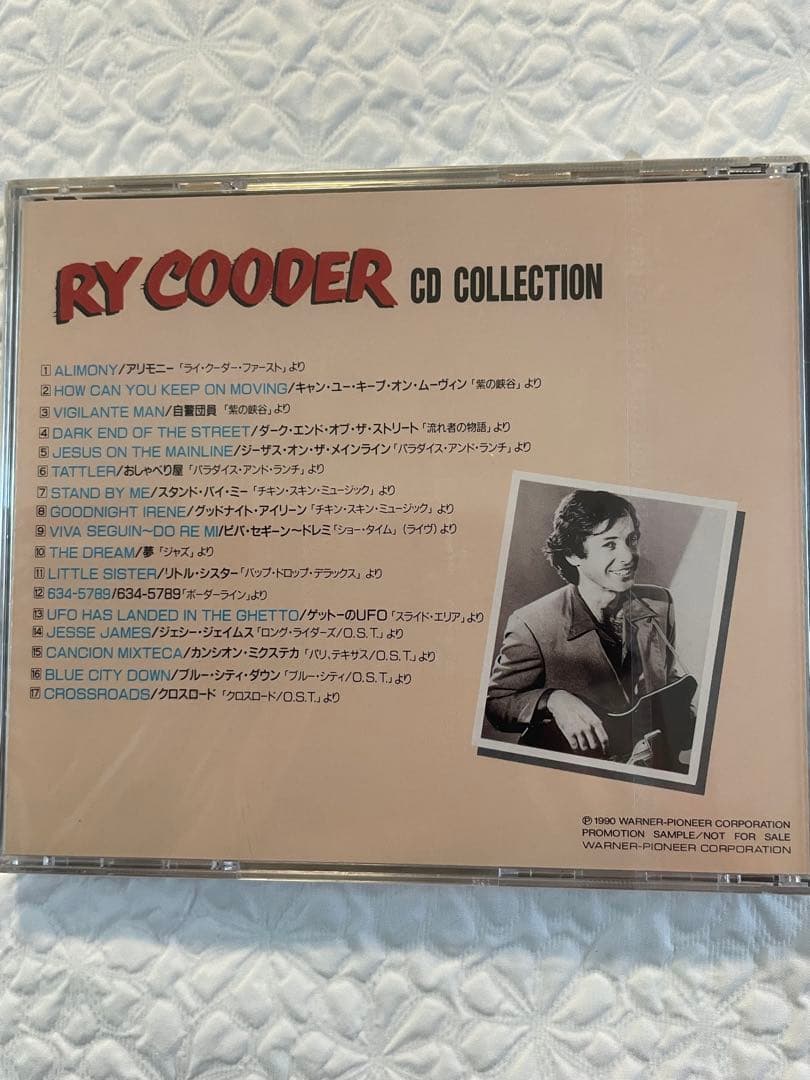 RY COODER CD COLLECTION
1 ALIMONY/アリモニー「ライ・クーダー・ファースト」より
2 HOW CAN YOU KEEP ON MOVING/キャン・ユー・キープ・オン・ムーヴィン「紫の峡谷」より
3 VIGILANTE MAN/自警団員「紫の峡谷」より
4 DARK END OF THE STREET/ダーク・エンド・オブ・ザ・ストリート「流れ者の物語」より
5 JESUS ON THE MAINLINE/ジーザス・オン・ザ・メインライン「パラダイス・アンド・ランチ」より
6 TATTLER/おしゃべり屋「パラダイス・アンド・ランチ」より
7 STAND BY ME/スタンド・バイ・ミー「チキン・スキン・ミュージック」より
8 GOODNIGHT IRENE/グッドナイト・アイリーン「チキン・スキン・ミュージック」より
9 VIVA SEGUIN~DO RE MI/ビバ・セギーン~ドレミ「ショー・タイム」(ライヴ)より
10 THE DREAM/夢「ジャズ」より
11 LITTLE SISTER/リトル・シスター「バップ・ドロップ・デラックス」より
12 634-5789/634-5789「ボーダーライン」より
13 UFO HAS LANDED IN THE GHETTO/ゲットーのUFO「スライド・エリア」より
14 JESSE JAMES/ジェシー・ジェイムス「ロング・ライダーズ/O.S.T.」より
15 CANCION MIXTECA/カンシオン・ミクステカ「パリ、テキサス/O.S.T.」より
16 BLUE CITY DOWN/ブルー・シティ・ダウン「ブルー・シティ/O.S.T.」より
17 CROSSROADS/クロスロード「クロスロード/O.S.T.」より
℗1990 WARNER-PIONEER CORPORATION
PROMOTION SAMPLE/NOT FOR SALE
WARNER-PIONEER CORPORATION